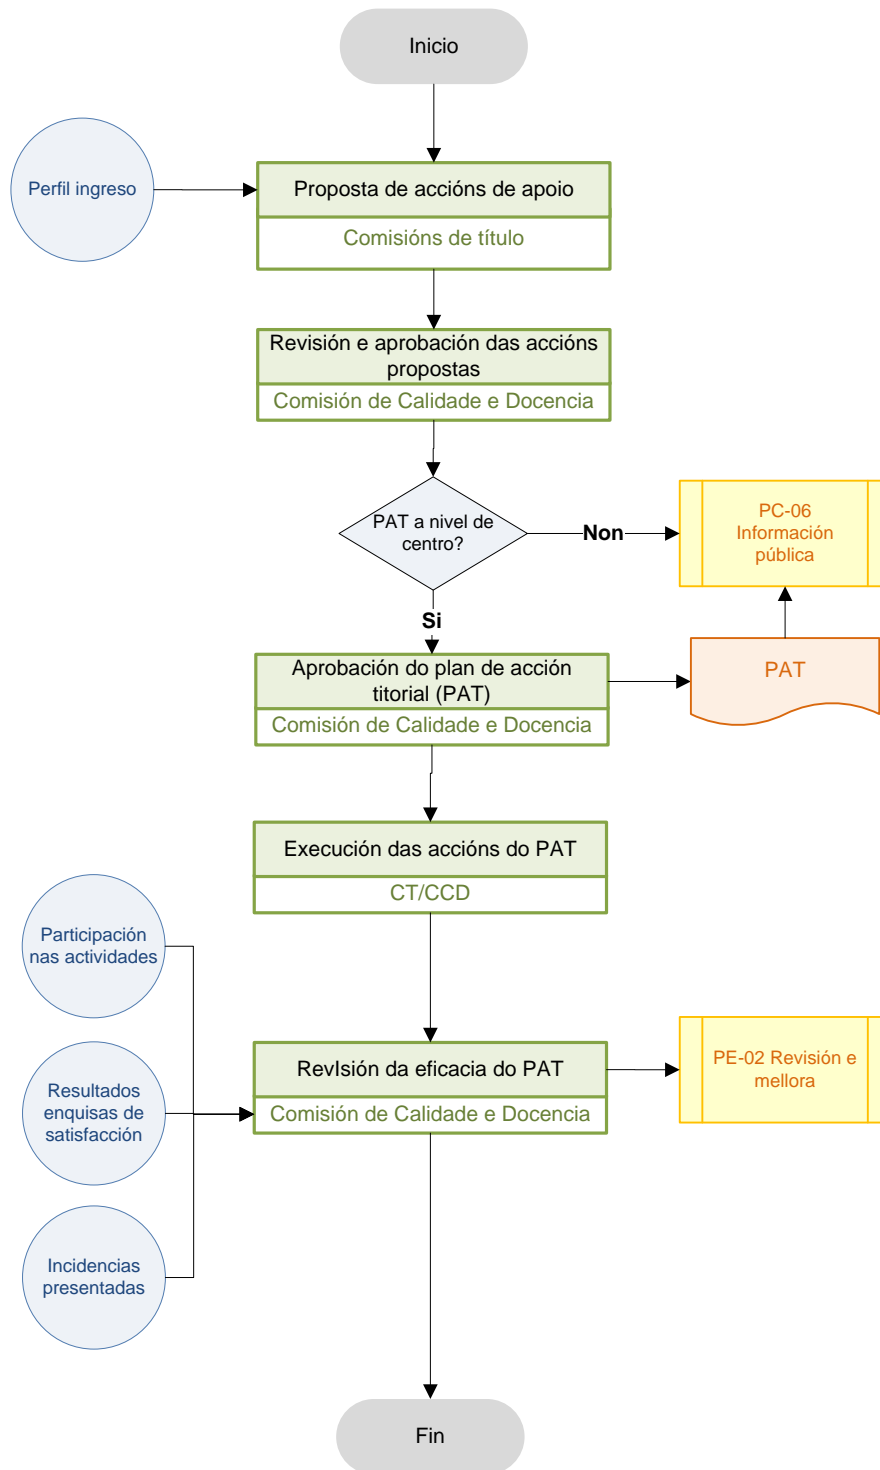 Inicio
Perfil ingreso
Proposta de accións de apoio
Comisións de título
Revisión e aprobación das accións
propostas
Comisión de Calidade e Docencia
PAT a nivel de
centro?
Non
PC-06
Información
pública
Si
Aprobación do plan de acción
titorial (PAT)
Comisión de Calidade e Docencia
PAT
Execución das accións do PAT
CT/CCD
Participación
nas actividades
RevIsión da eficacia do PAT
Comisión de Calidade e Docencia
PE-02 Revisión e
mellora
Resultados
enquisas de
satisfacción
Incidencias
presentadas
Fin